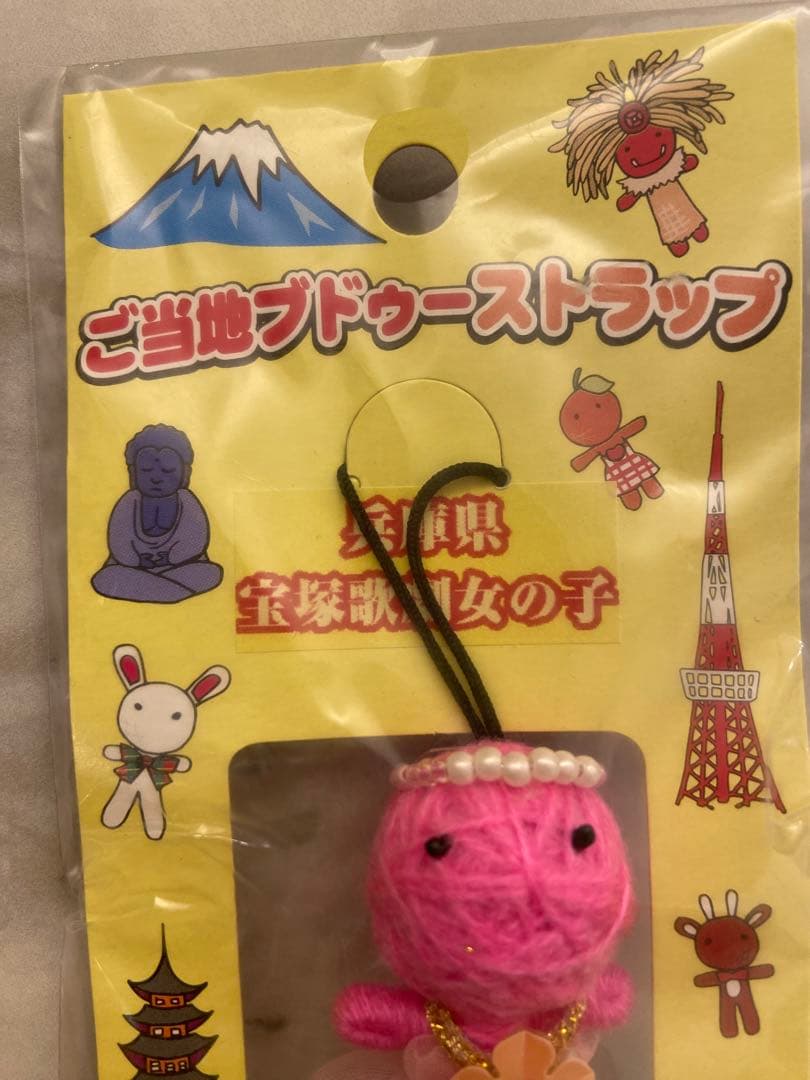 ご当地ブドゥーストラップ
兵庫県
宝塚歌劇女の子